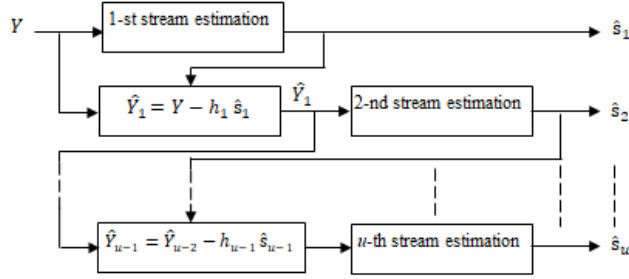 Y 1-st stream estimation ŝ₁
Ŷ₁ = Y − h₁ ŝ₁ Ŷ₁ 2-nd stream estimation ŝ₂
Ŷᵤ₋₁ = Ŷᵤ₋₂ − hᵤ₋₁ ŝᵤ₋₁ u-th stream estimation ŝᵤ